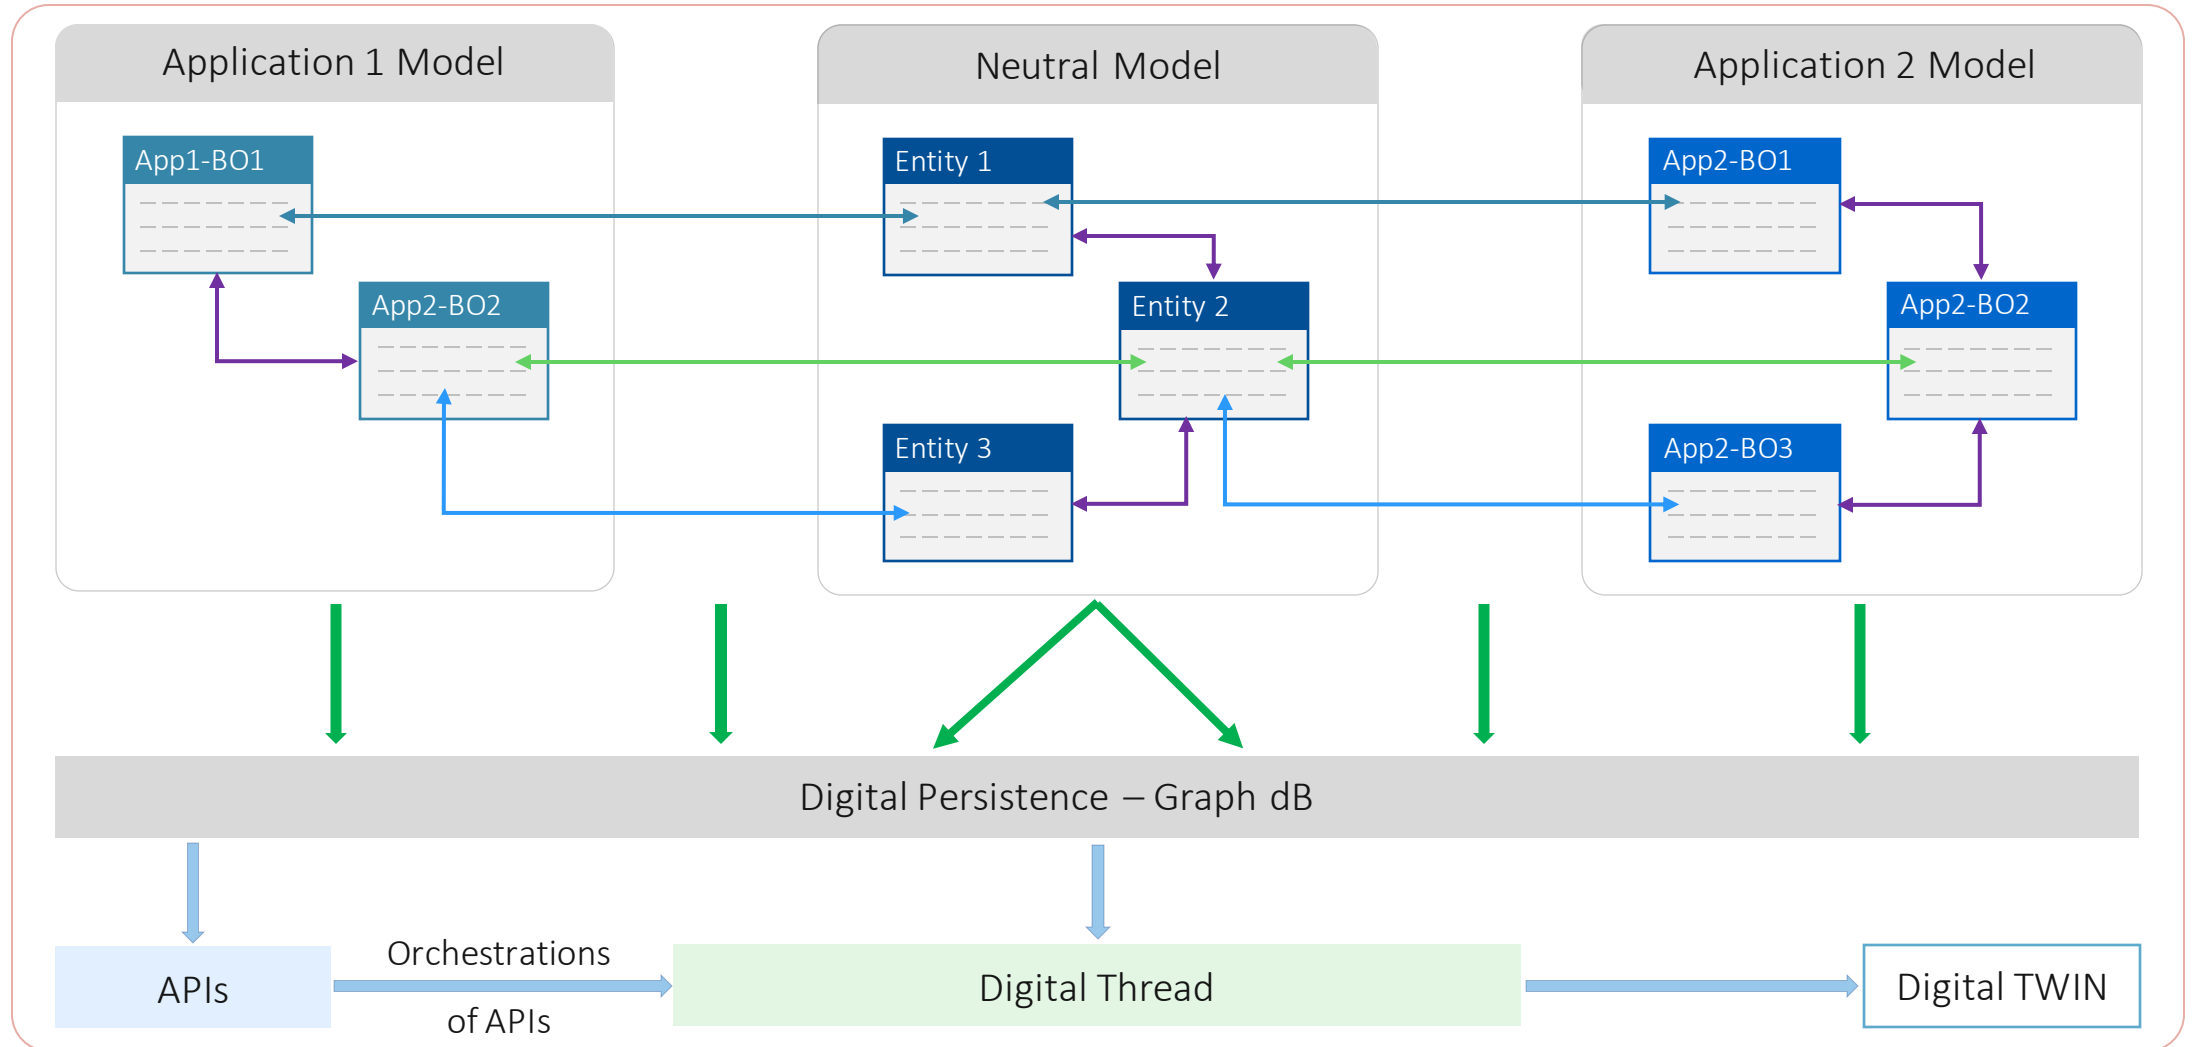 Application 1 Model
Neutral Model
Application 2 Model
App1-BO1
Entity 1
App2-BO1
App2-BO2
Entity 2
App2-BO2
Entity 3
App2-BO3
Digital Persistence – Graph dB
Orchestrations
of APIs
APIs
Digital Thread
Digital TWIN